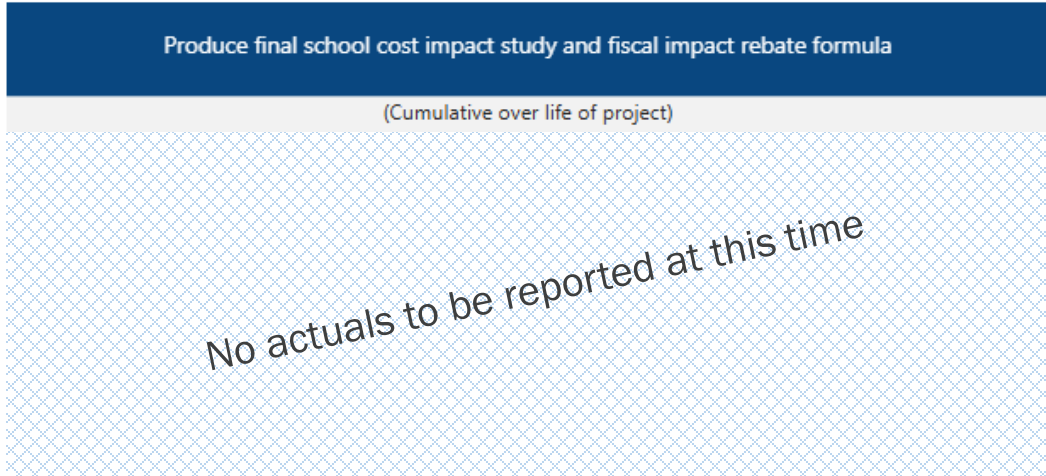 Produce final school cost impact study and fiscal impact rebate formula
(Cumulative over life of project)
No actuals to be reported at this time